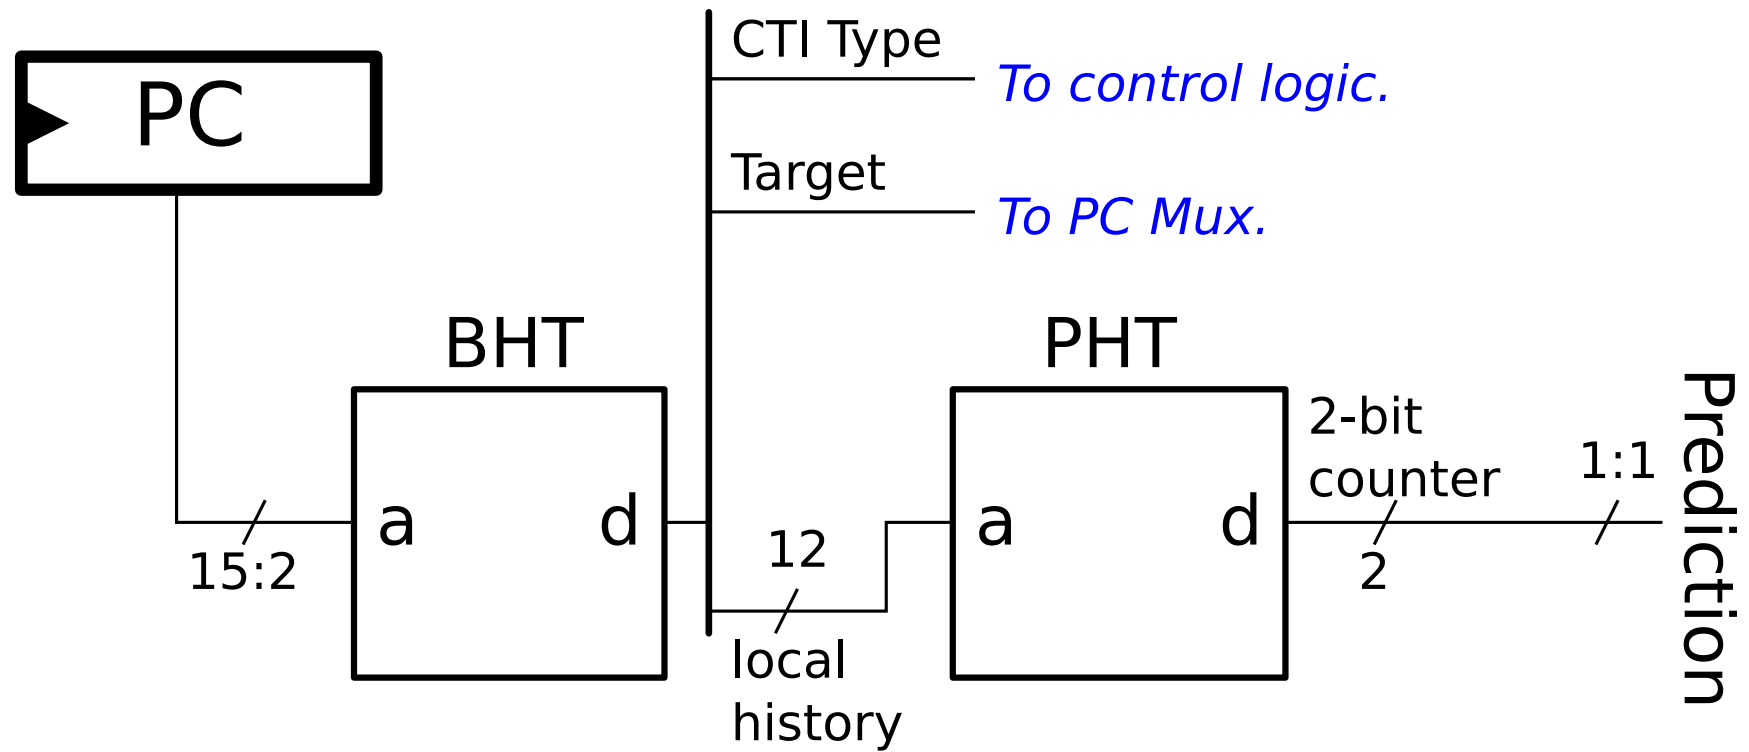 PC
CTI Type
To control logic.
Target
To PC Mux.
BHT
PHT
a
d
15:2
12
local
history
a
d
2-bit
counter
2
1:1
Prediction